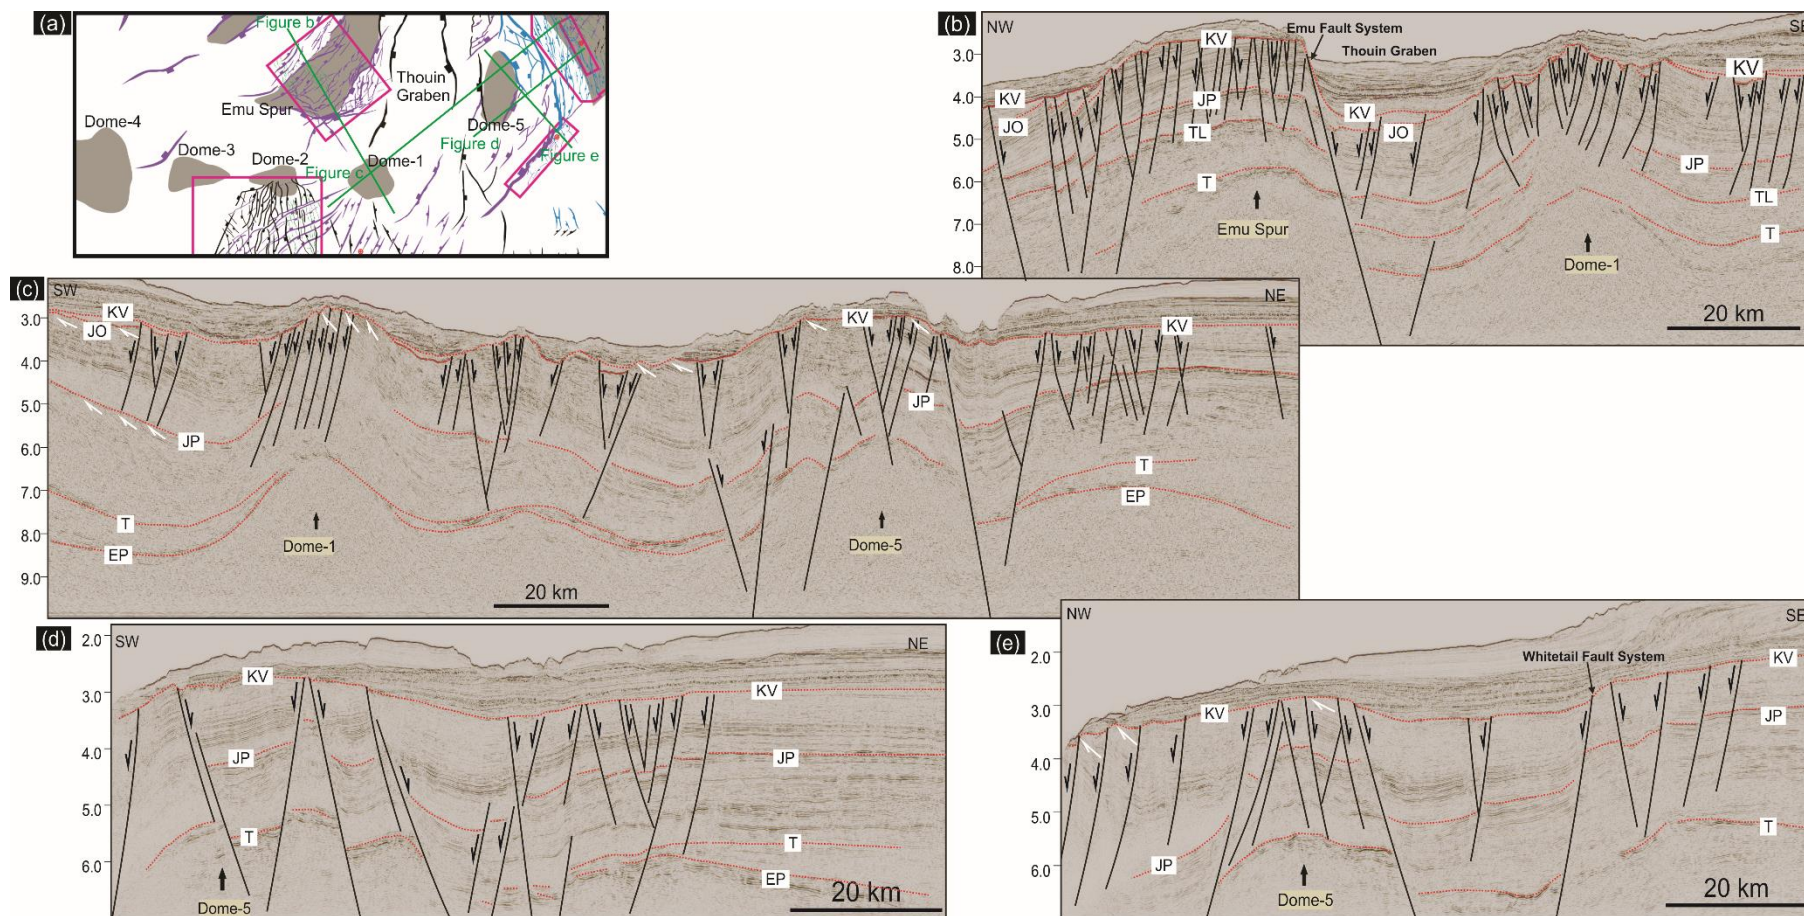 (a)
Figure b
Emu Spur
Thouin
Graben
Dome-4
Dome-3
Dome-2
Dome-1
Dome-5
Figure c
Figure d
Figure e
(b)
NW
SE
Emu Fault System
Thouin Graben
3.0
4.0
5.0
6.0
7.0
8.0
KV
KV
JO
JP
TL
T
KV
JO
KV
JP
TL
T
Emu Spur
Dome-1
20 km
(c)
SW
NE
3.0
4.0
5.0
6.0
7.0
8.0
9.0
KV
JO
JP
T
EP
KV
JP
KV
T
EP
Dome-1
Dome-5
20 km
(d)
SW
NE
2.0
3.0
4.0
5.0
6.0
KV
KV
JP
JP
T
T
EP
Dome-5
20 km
(e)
NW
SE
Whitetail Fault System
2.0
3.0
4.0
5.0
6.0
KV
KV
JP
JP
T
Dome-5
20 km